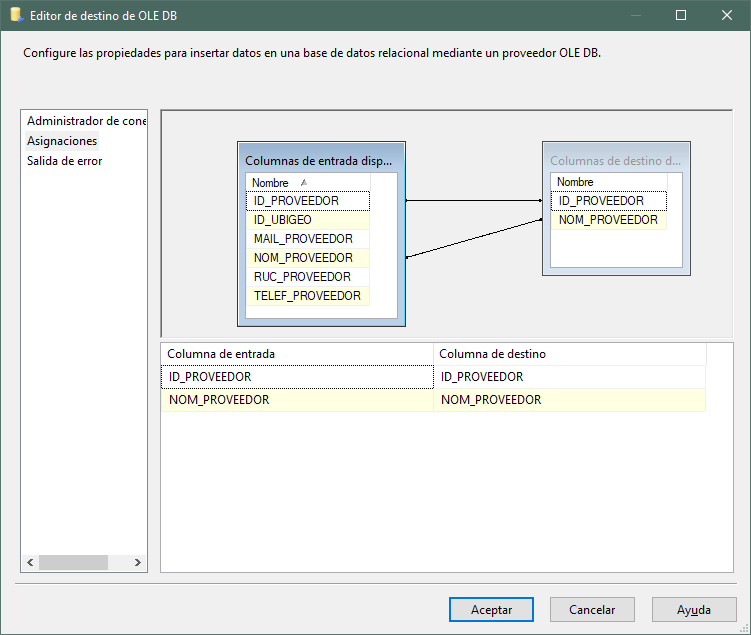 Editor de destino de OLE DB
Configure las propiedades para insertar datos en una base de datos relacional mediante un proveedor OLE DB.
Administrador de cone
Asignaciones
Salida de error
Columnas de entrada disp...
Nombre
ID_PROVEEDOR
ID_UBIGEO
MAIL_PROVEEDOR
NOM_PROVEEDOR
RUC_PROVEEDOR
TELEF_PROVEEDOR
Columnas de destino d...
Nombre
ID_PROVEEDOR
NOM_PROVEEDOR
Columna de entrada Columna de destino
ID_PROVEEDOR ID_PROVEEDOR
NOM_PROVEEDOR NOM_PROVEEDOR
Aceptar Cancelar Ayuda